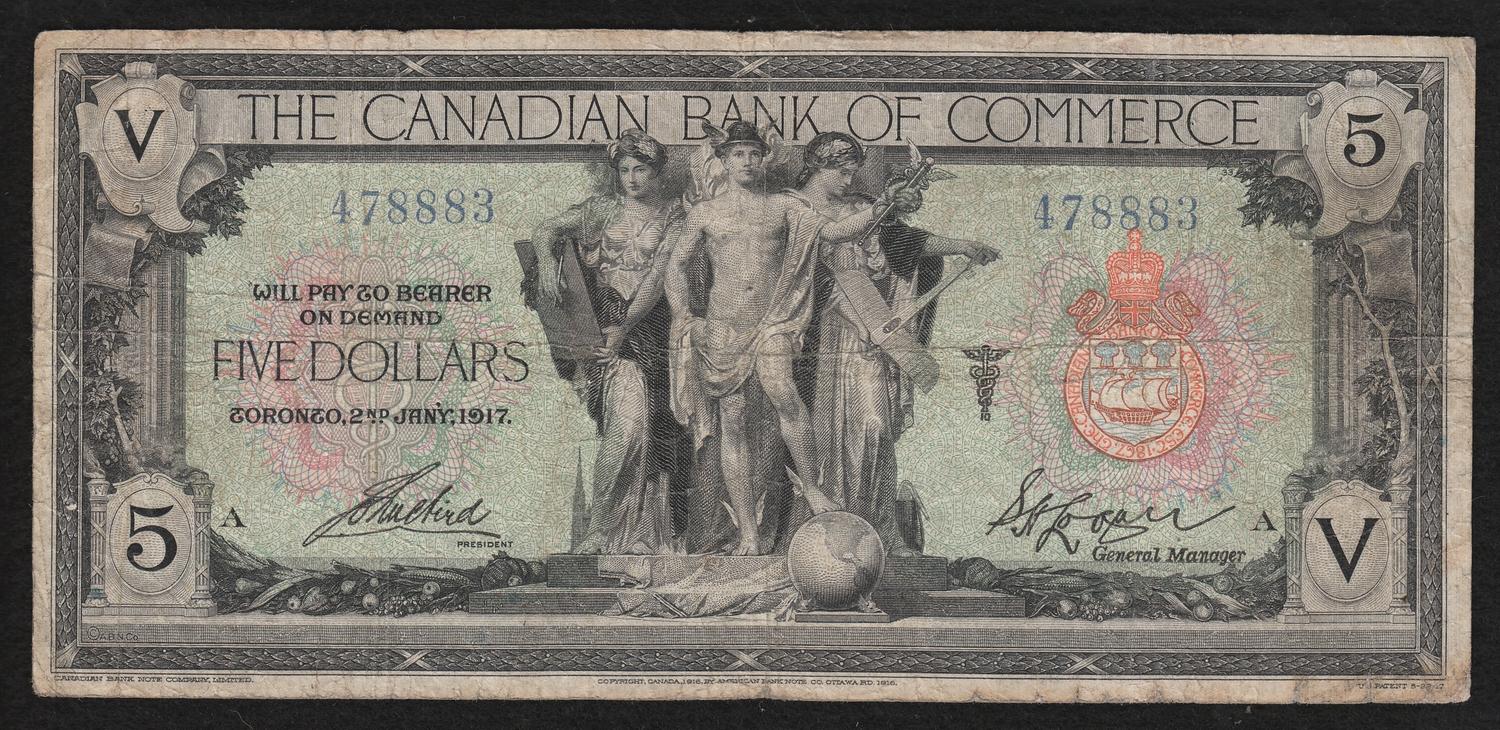 V
THE CANADIAN BANK OF COMMERCE
5
478883
478883
WILL PAY TO BEARER
ON DEMAND
FIVE DOLLARS
TORONTO, 2ND JAN'Y, 1917.
5
A
PRESIDENT
A
General Manager
V
©A.B.N.Co.
CANADIAN BANK NOTE COMPANY, LIMITED.
COPYRIGHT, CANADA, 1916, BY AMERICAN BANK NOTE CO. OTTAWA RD. 1916.